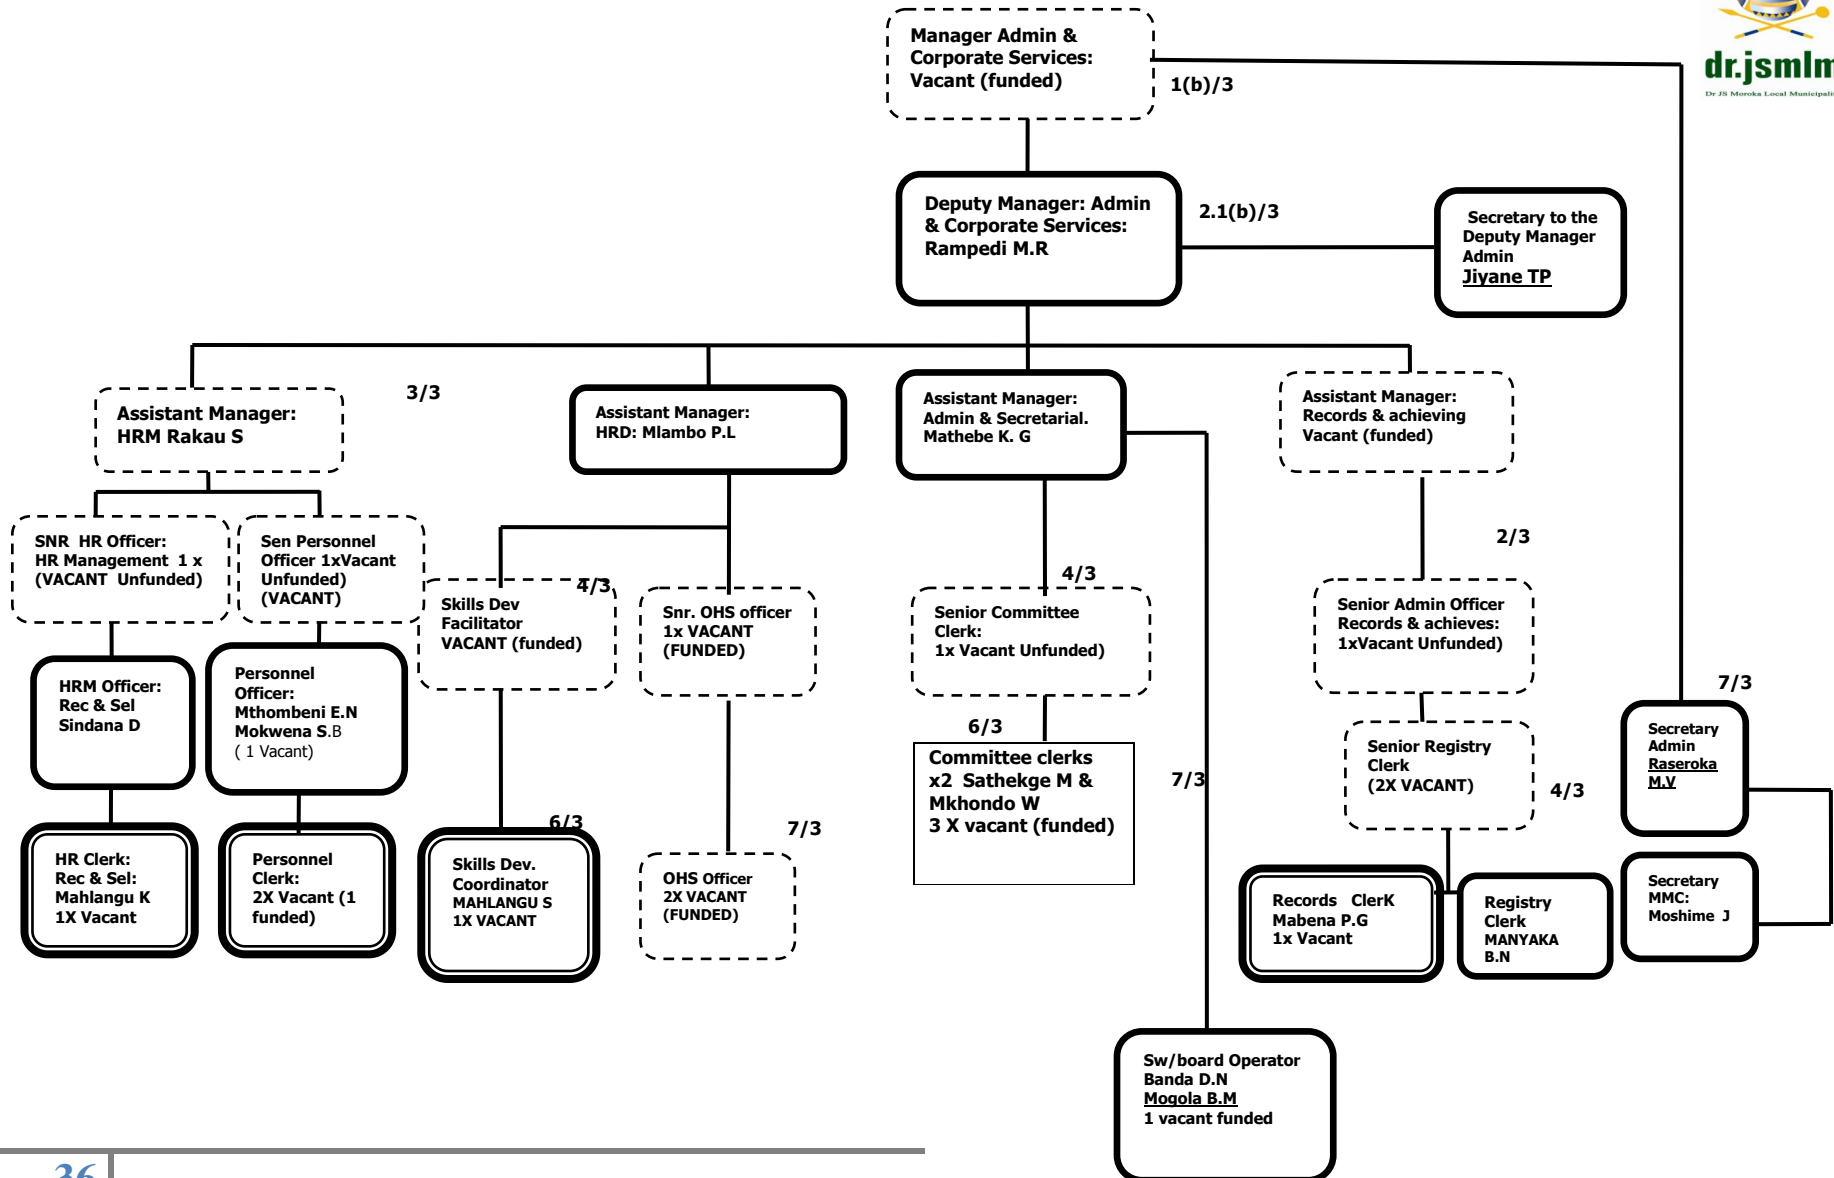 Manager Admin &
Corporate Services:
Vacant (funded)
1(b)/3
dr.jsmlm
Dr JS Moroka Local Municipalit
Deputy Manager: Admin
& Corporate Services:
Rampedi M.R
2.1(b)/3
Secretary to the
Deputy Manager
Admin
Jiyane TP
Assistant Manager:
HRM Rakau S
3/3
Assistant Manager:
HRD: Mlambo P.L
Assistant Manager:
Admin & Secretarial.
Mathebe K. G
Assistant Manager:
Records & achieving
Vacant (funded)
SNR HR Officer:
HR Management 1 x
(VACANT Unfunded)
Sen Personnel
Officer 1xVacant
Unfunded)
(VACANT)
4/3
Skills Dev
Facilitator
VACANT (funded)
Snr. OHS officer
1x VACANT
(FUNDED)
4/3
Senior Committee
Clerk:
1x Vacant Unfunded)
2/3
Senior Admin Officer
Records & achieves:
1xVacant Unfunded)
HRM Officer:
Rec & Sel
Sindana D
Personnel
Officer:
Mthombeni E.N
Mokwena S.B
( 1 Vacant)
6/3
Committee clerks
x2 Sathekge M &
Mkhondo W
3 X vacant (funded)
7/3
Senior Registry
Clerk
(2X VACANT)
4/3
7/3
Secretary
Admin
Raseroka
M.V
HR Clerk:
Rec & Sel:
Mahlangu K
1X Vacant
Personnel
Clerk:
2X Vacant (1
funded)
6/3
Skills Dev.
Coordinator
MAHLANGU S
1X VACANT
7/3
OHS Officer
2X VACANT
(FUNDED)
Records ClerK
Mabena P.G
1x Vacant
Registry
Clerk
MANYAKA
B.N
Secretary
MMC:
Moshime J
Sw/board Operator
Banda D.N
Mogola B.M
1 vacant funded
36